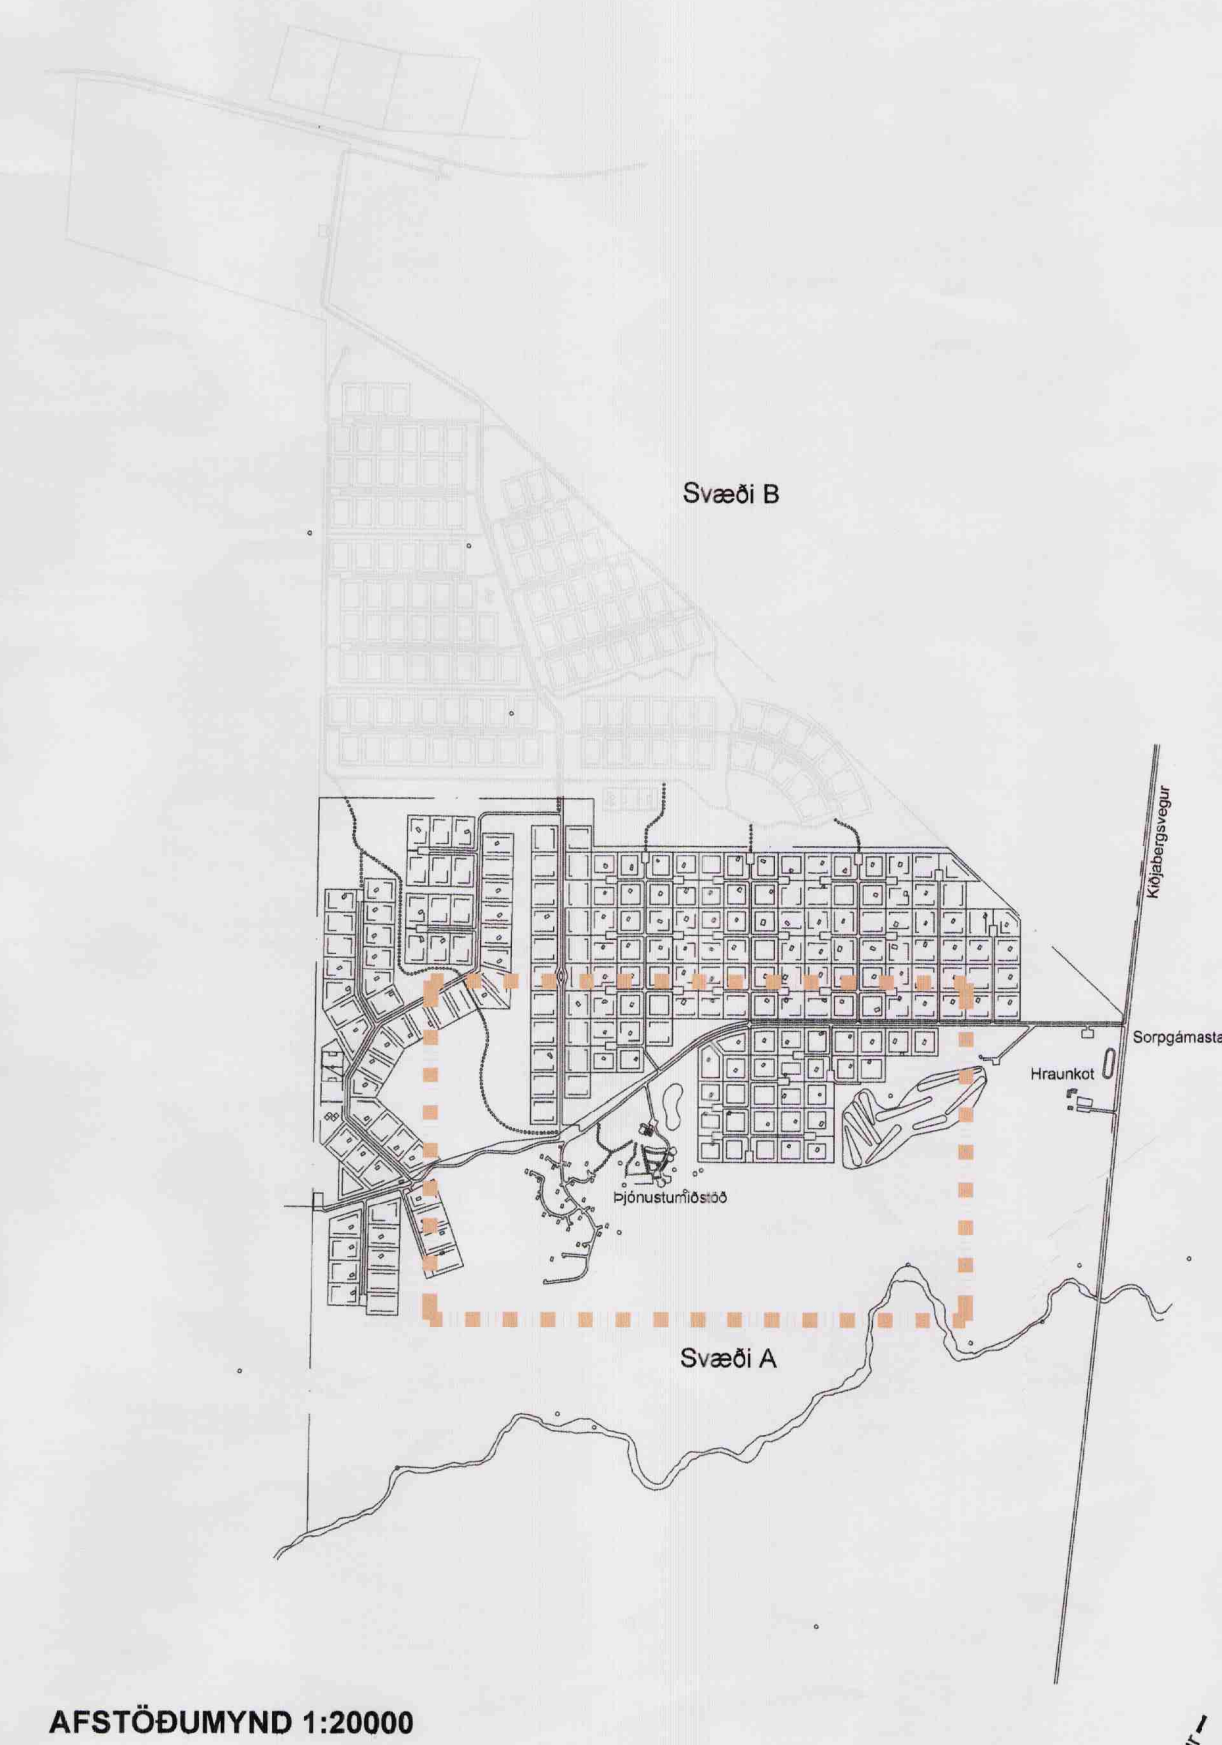 Svæði B
Kiðjabergsvegur
Sorpgámasta
Hraunkot
Þjónustumiðstöð
Svæði A
AFSTÖÐUMYND 1:20000